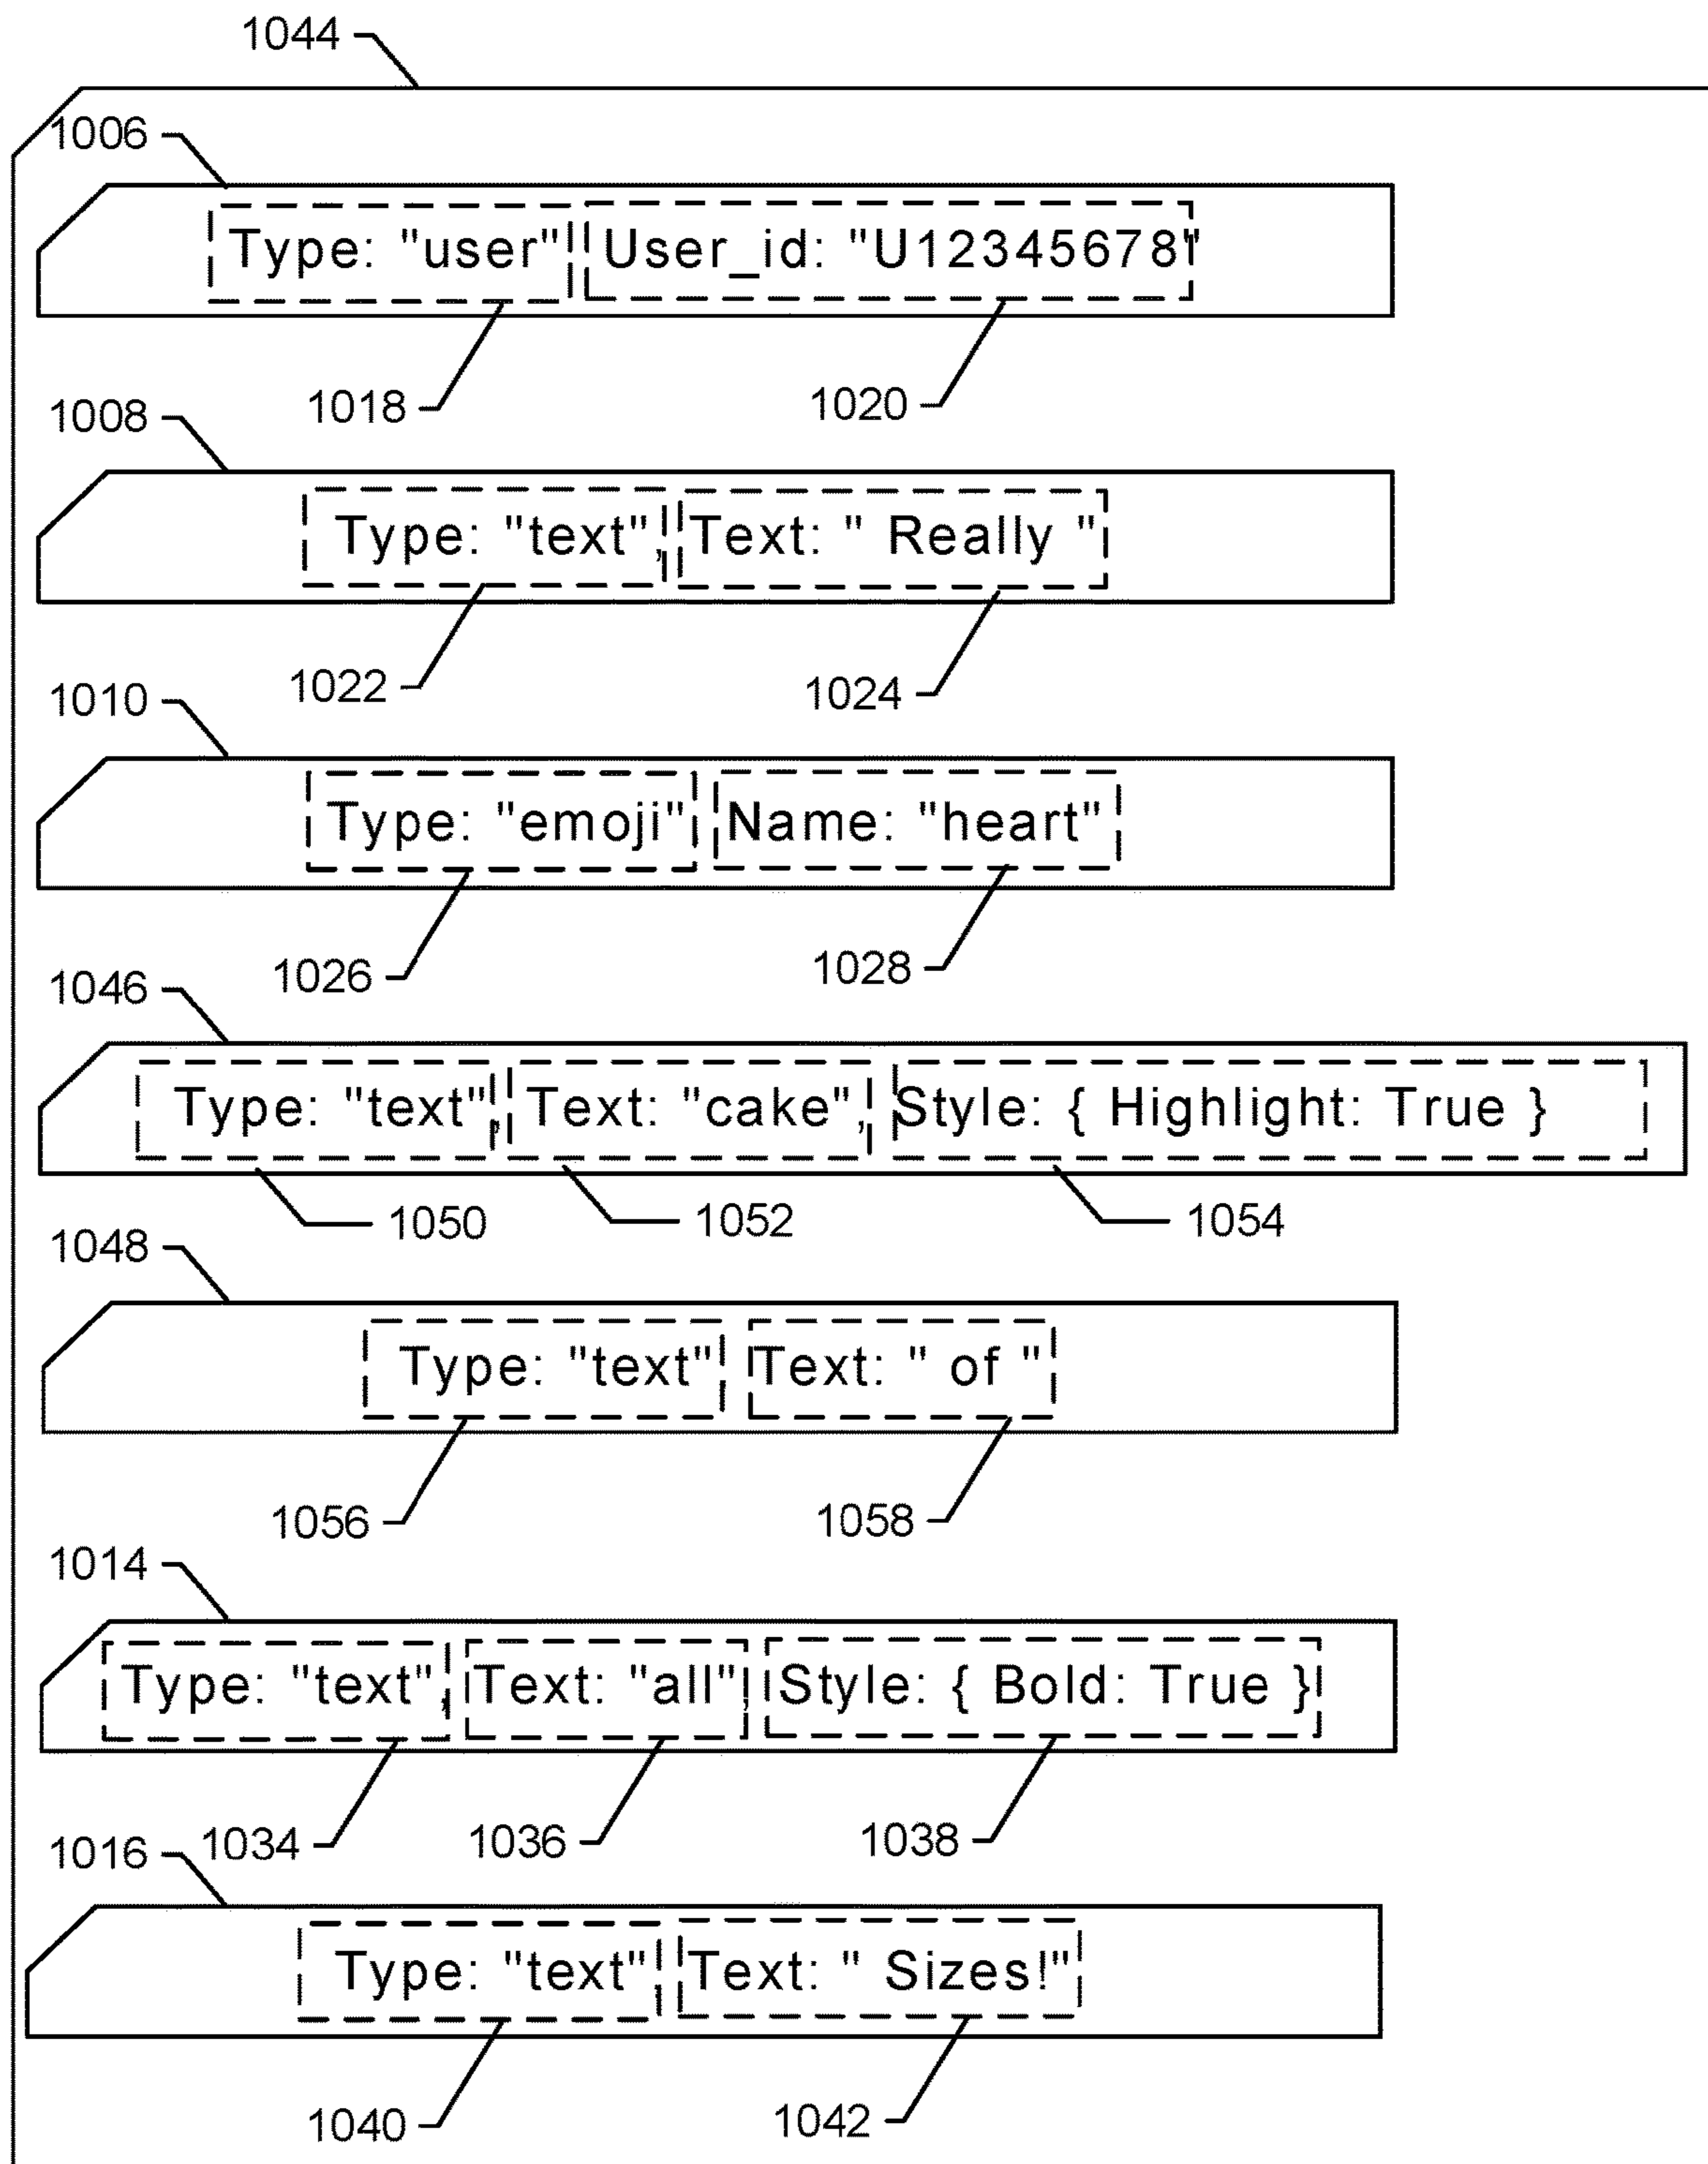 1044
1006
Type: "user" User_id: "U12345678"
1018 1020
1008
Type: "text", Text: " Really "
1022 1024
1010
Type: "emoji" Name: "heart"
1026 1028
1046
Type: "text", Text: "cake", Style: { Highlight: True }
1050 1052 1054
1048
Type: "text" Text: " of "
1056 1058
1014
Type: "text", Text: "all", Style: { Bold: True }
1034 1036 1038
1016
Type: "text" Text: " Sizes!"
1040 1042